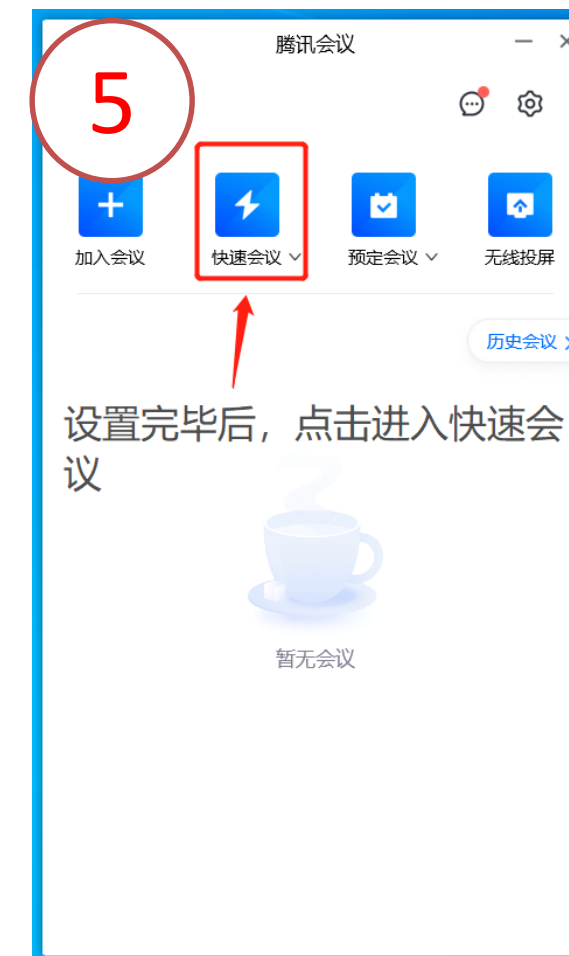 腾讯会议
5
加入会议
快速会议
预定会议
无线投屏
历史会议
设置完毕后，点击进入快速会
议
暂无会议